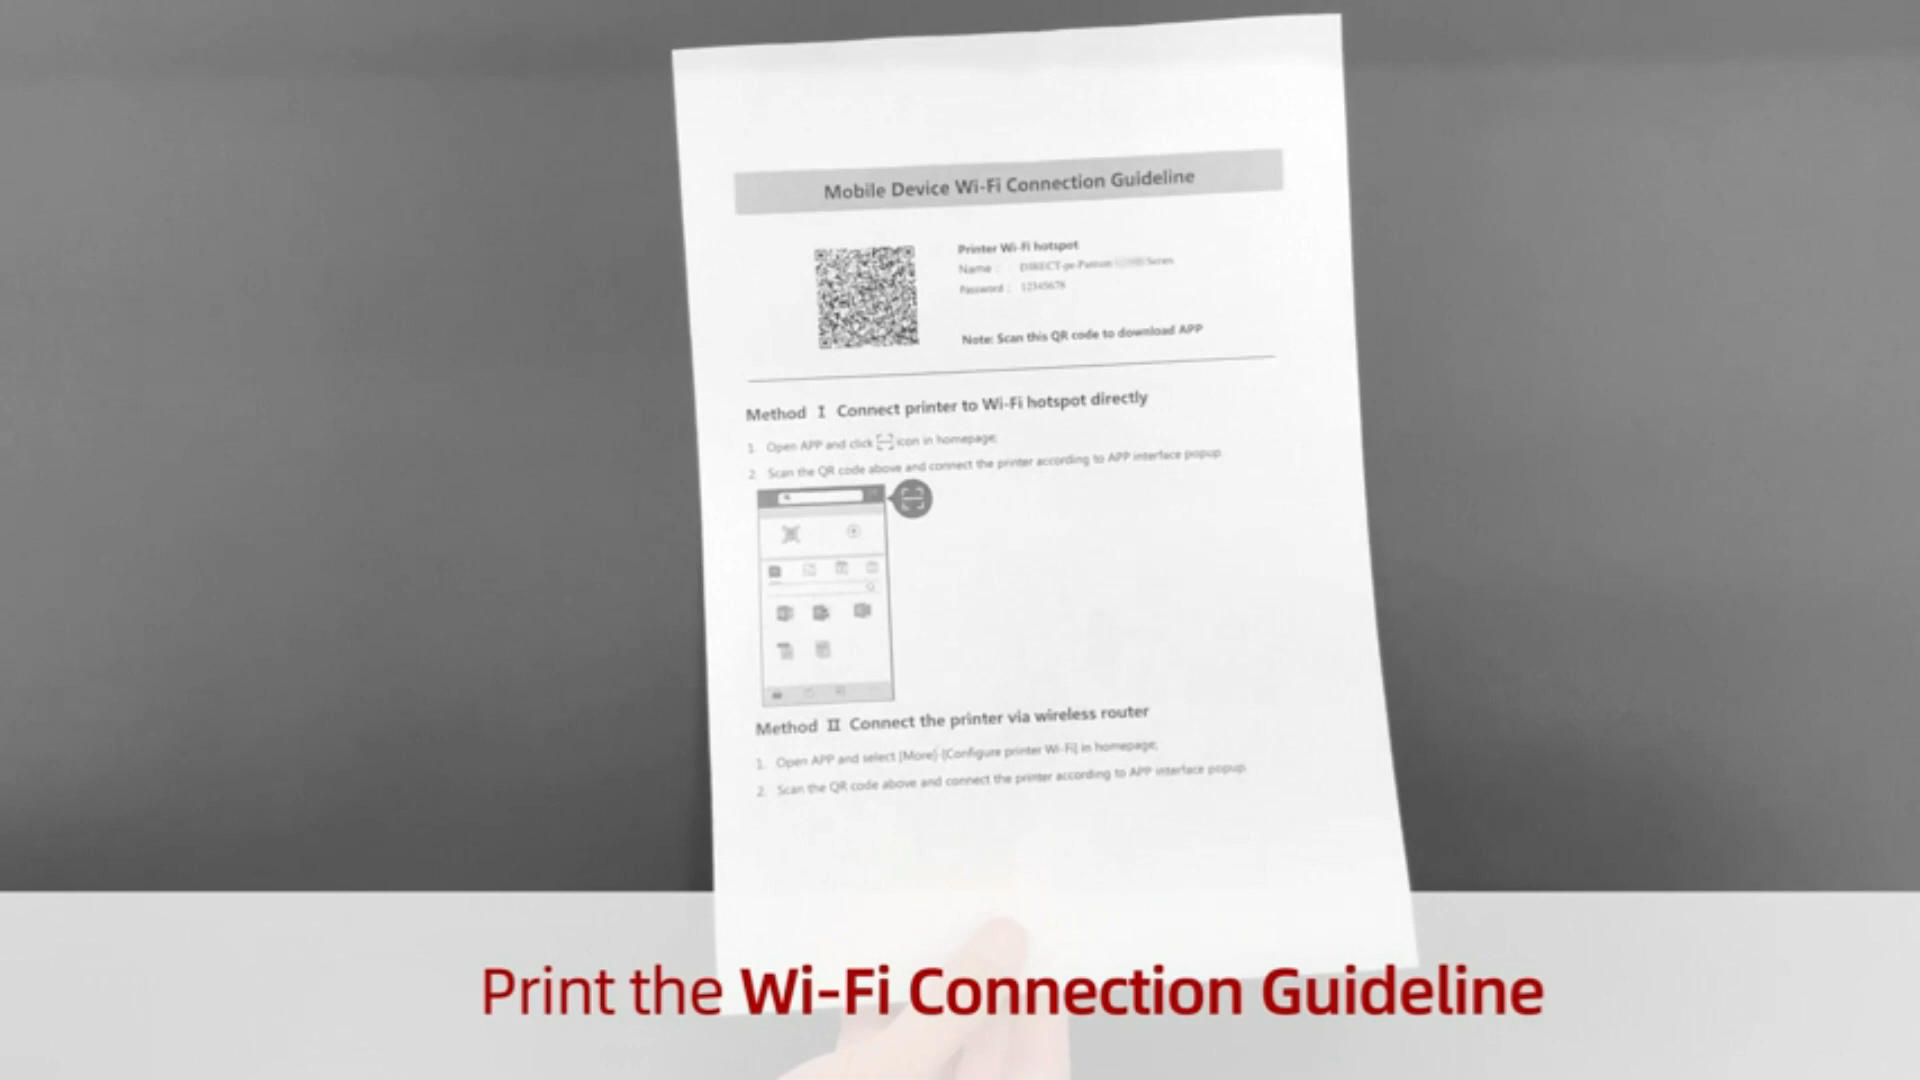 Mobile Device Wi-Fi Connection Guideline
Printer Wi-Fi hotspot
Name :
Password : 12345678
Note: Scan this QR code to download APP
Method I Connect printer to Wi-Fi hotspot directly
1. Open APP and click icon in homepage;
2. Scan the QR code above and connect the printer according to APP interface popup.
Method II Connect the printer via wireless router
1. Open APP and select [More]-[Configure printer Wi-Fi] in homepage;
2. Scan the QR code above and connect the printer according to APP interface popup.
Print the Wi-Fi Connection Guideline